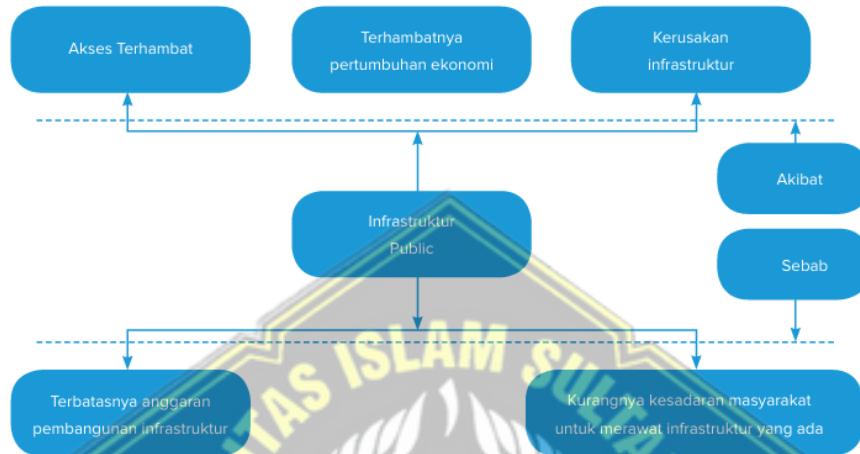 Akses Terhambat
Terhambatnya
pertumbuhan ekonomi
Kerusakan
infrastruktur
Akibat
Infrastruktur
Public
Sebab
Terbatasnya anggaran
pembangunan infrastruktur
Kurangnya kesadaran masyarakat
untuk merawat infrastruktur yang ada
ISLAM